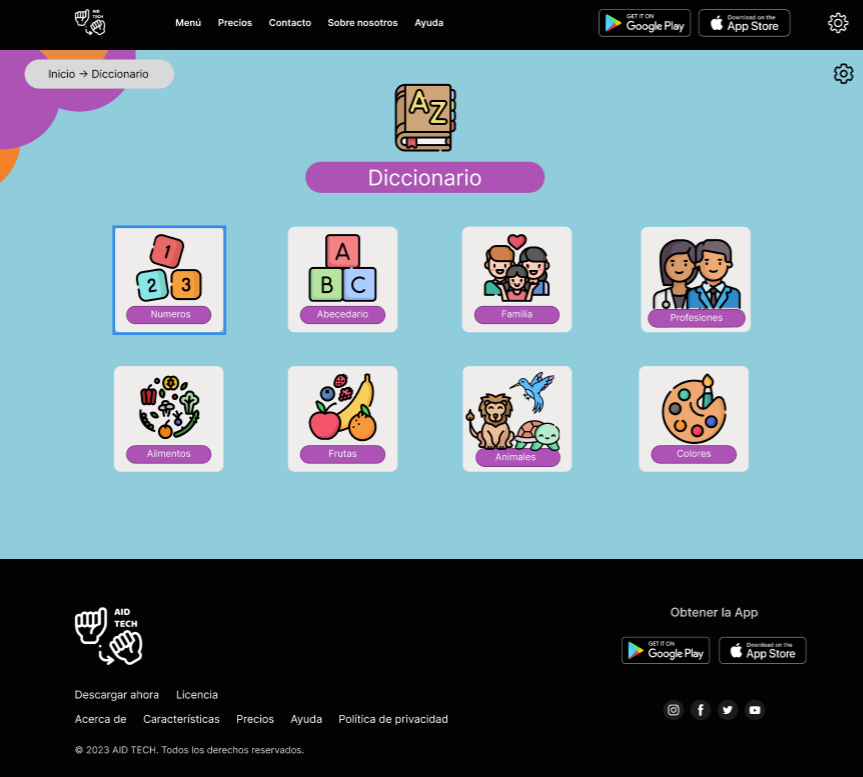 AID
TECH
Menú Precios Contacto Sobre nosotros Ayuda
GET IT ON
Google Play
Download on the
App Store
Inicio → Diccionario
AZ
Diccionario
1
2 3
Numeros
A
B C
Abecedario
Familia
Profesiones
Alimentos
Frutas
Animales
Colores
AID
TECH
Obtener la App
GET IT ON
Google Play
Download on the
App Store
Descargar ahora Licencia
Acerca de Características Precios Ayuda Política de privacidad
© 2023 AID TECH. Todos los derechos reservados.